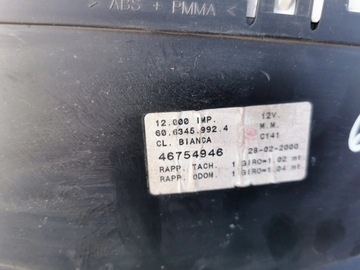 > ABS + PMMA <
12.000 IMP.
60.6345.992.4
CL. BIANCA
46754946
RAPP. TACH. 1 GIRO=1.02 mt.
RAPP. ODOM. 1 GIRO=1.04 mt.
12V.
M.M.
C141
28-02-2000